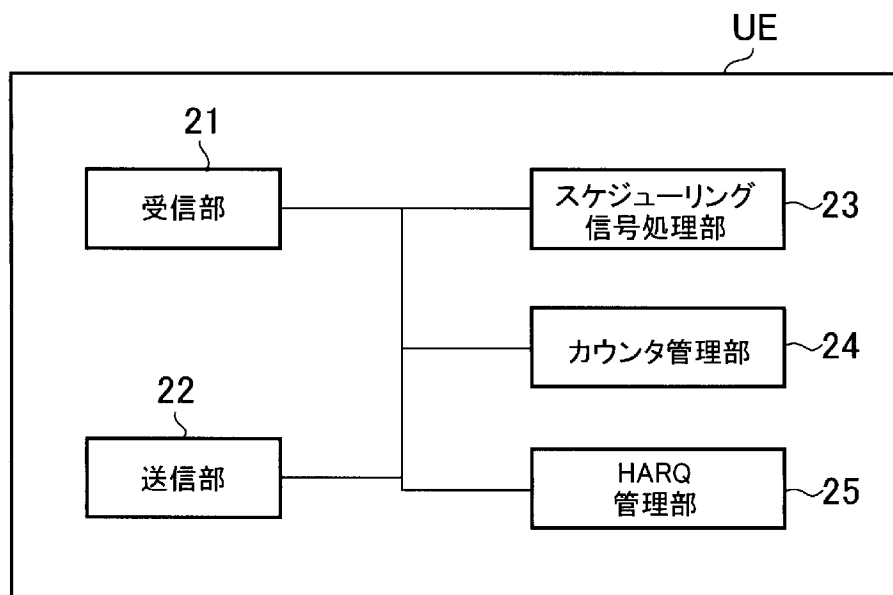 UE
21
受信部
スケジューリング
信号処理部
23
カウンタ管理部
24
22
送信部
HARQ
管理部
25